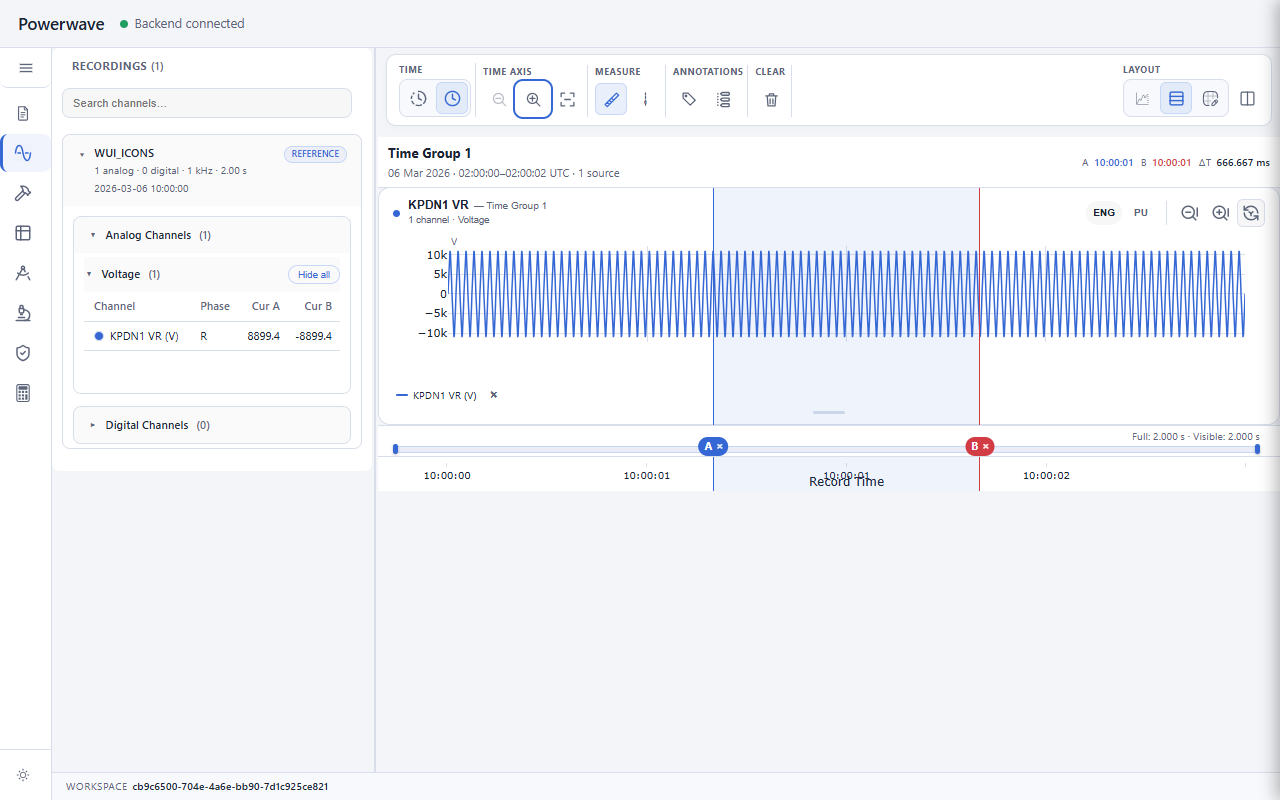 Powerwave
Backend connected
RECORDINGS (1)
Search channels...
WUI_ICONS
REFERENCE
1 analog · 0 digital · 1 kHz · 2.00 s
2026-03-06 10:00:00
Analog Channels (1)
Voltage (1)
Hide all
Channel Phase Cur A Cur B
KPDN1 VR (V) R 8899.4 -8899.4
Digital Channels (0)
TIME
TIME AXIS
MEASURE
ANNOTATIONS
CLEAR
LAYOUT
Time Group 1
06 Mar 2026 · 02:00:00–02:00:02 UTC · 1 source
A 10:00:01 B 10:00:01 ΔT 666.667 ms
KPDN1 VR — Time Group 1
1 channel · Voltage
ENG PU
V
10k
5k
0
−5k
−10k
KPDN1 VR (V) ×
Full: 2.000 s · Visible: 2.000 s
A ×
B ×
10:00:00 10:00:01 10:00:01 10:00:02
Record Time
WORKSPACE cb9c6500-704e-4a6e-bb90-7d1c925ce821